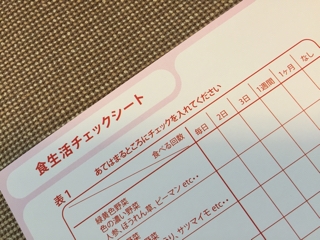 食生活チェックシート
表1 あてはまるところにチェックを入れてください
食べる回数 毎日 2日 3日 1週間 1ヶ月 なし
緑黄色野菜
色の濃い野菜
人参、ほうれん草、ピーマン etc・・
り、サツマイモ etc・・